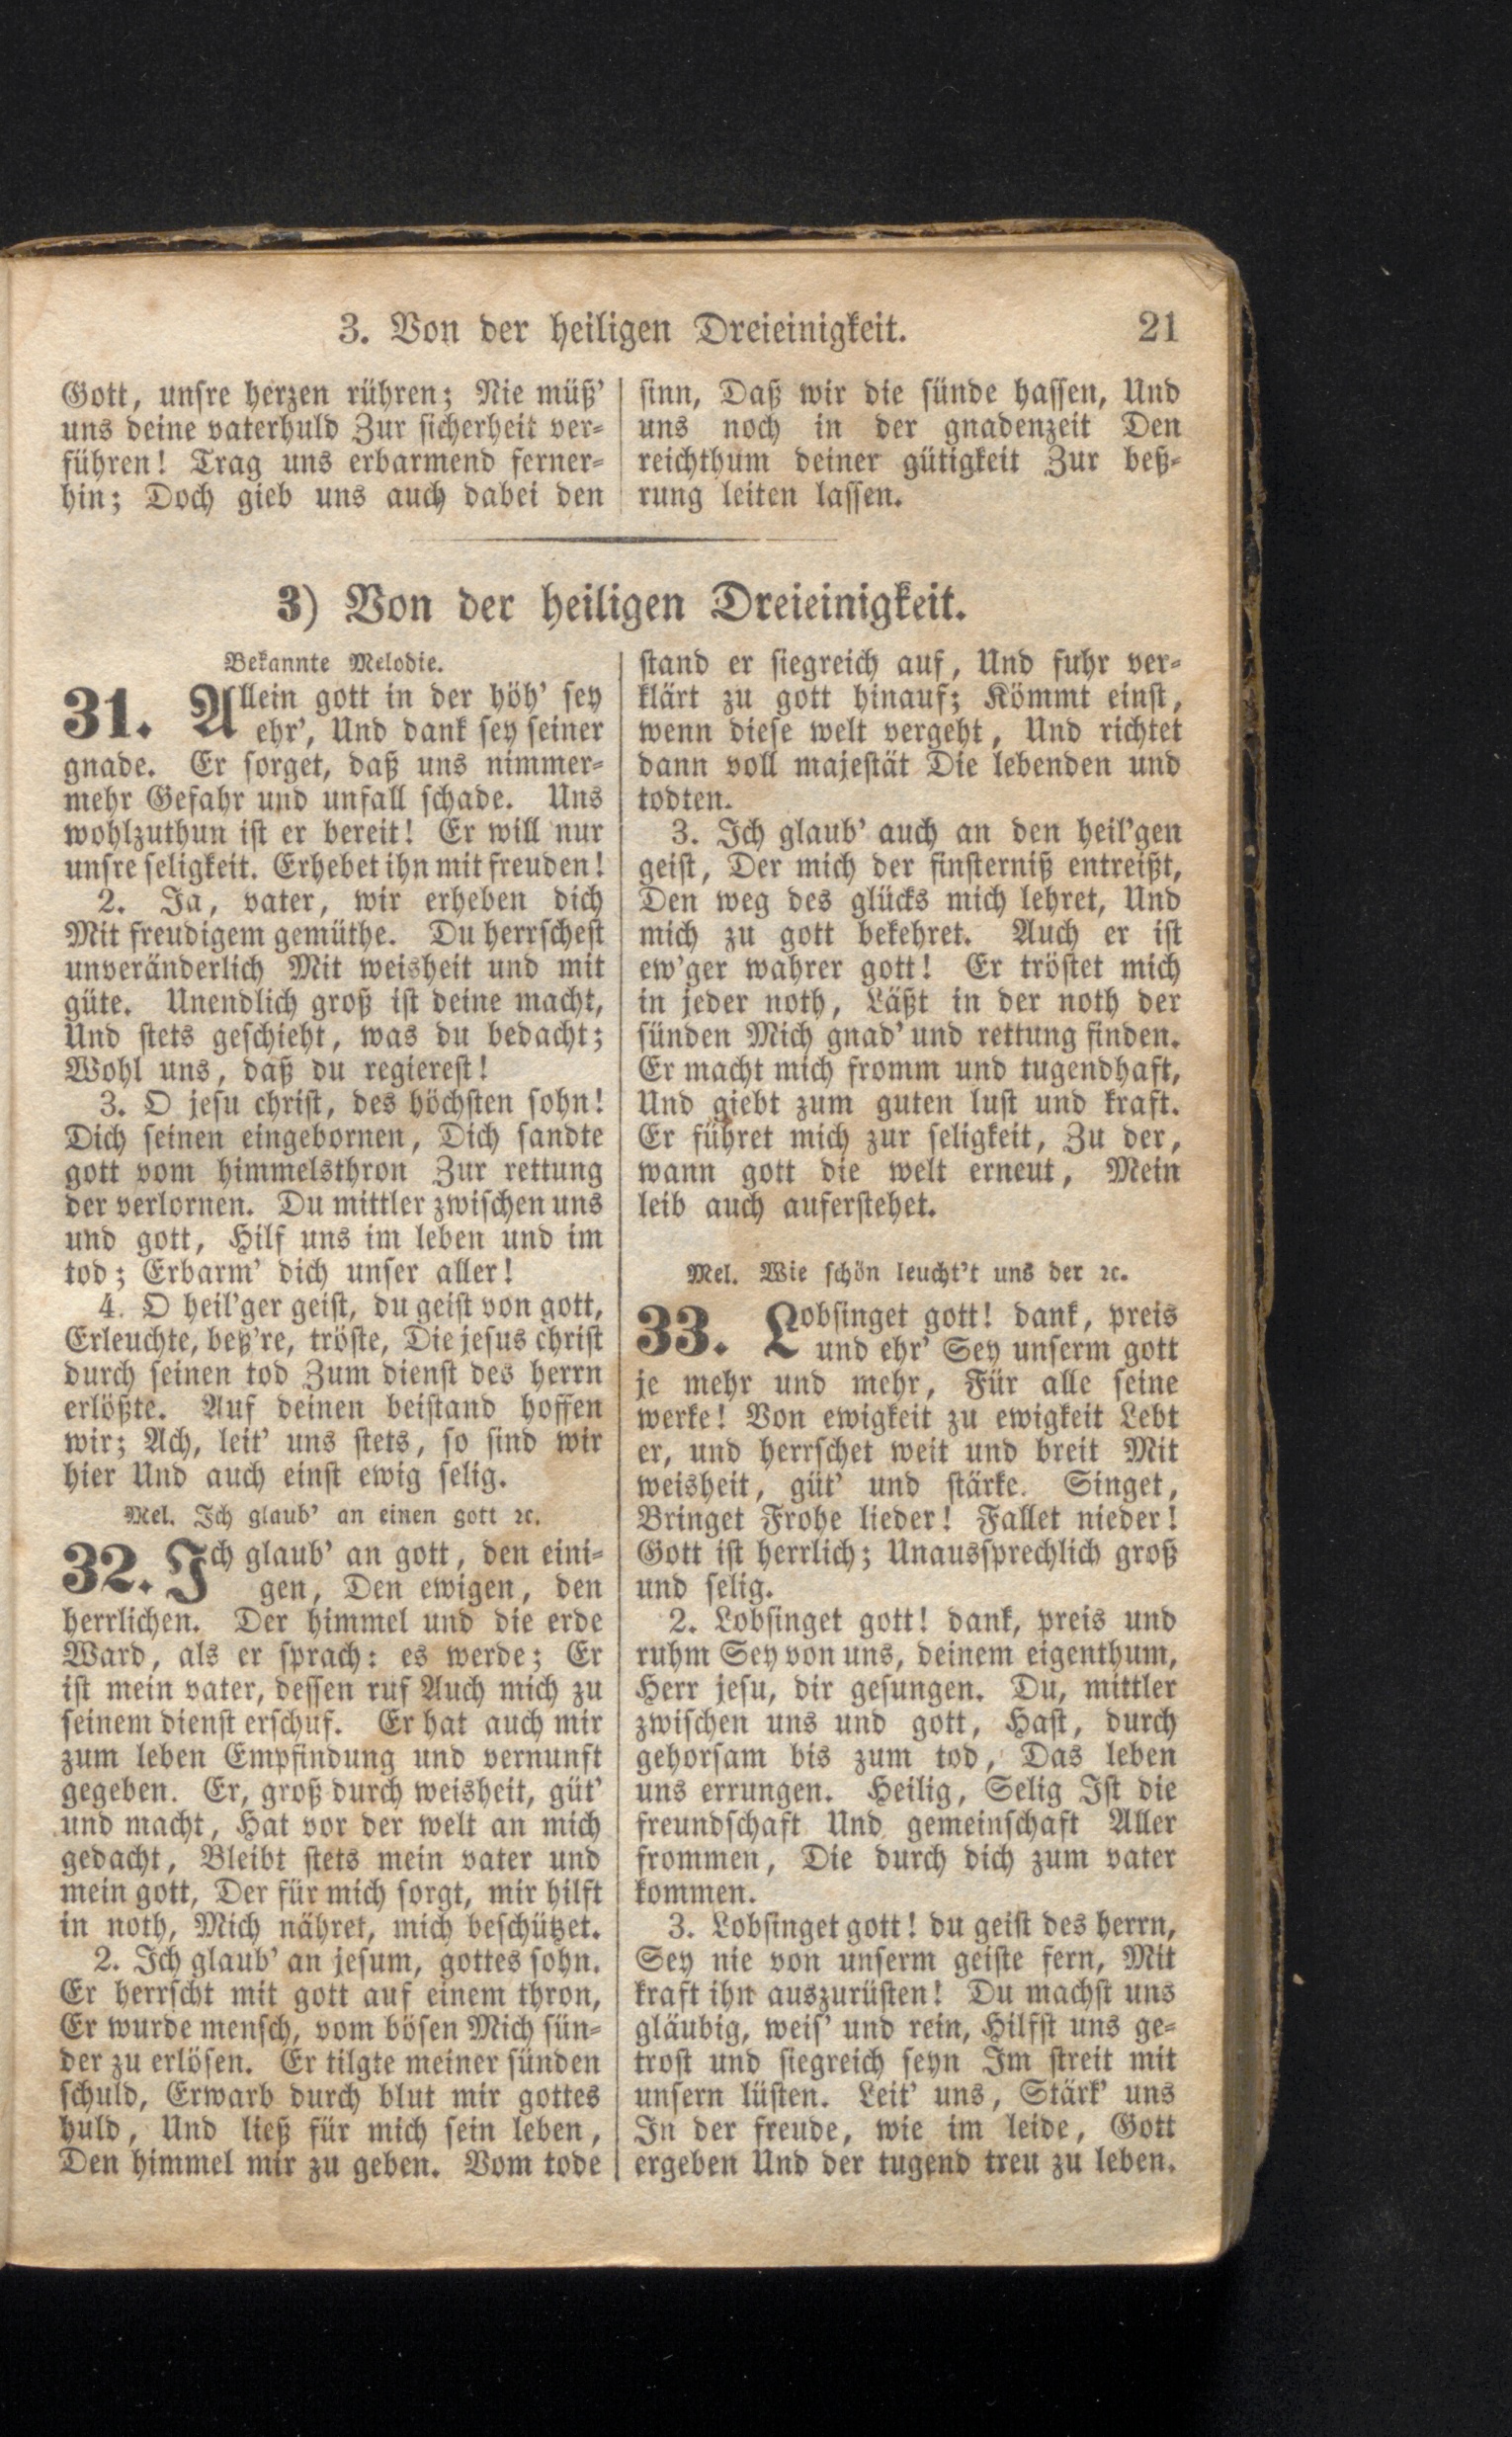 3. Von der heiligen Dreieinigkeit. 21
Gott, unsre herzen rühren; Nie müß'
uns deine vaterhuld Zur sicherheit ver-
führen! Trag uns erbarmend ferner-
hin; Doch gieb uns auch dabei den
sinn, Daß wir die sünde hassen, Und
uns noch in der gnadenzeit Den
reichthum deiner gütigkeit Zur beß-
rung leiten lassen.
3) Von der heiligen Dreieinigkeit.
Bekannte Melodie.
31. Allein gott in der höh' sey
ehr', Und dank sey seiner
gnade. Er sorget, daß uns nimmer-
mehr Gefahr und unfall schade. Uns
wohlzuthun ist er bereit! Er will nur
unsre seligkeit. Erhebet ihn mit freuden!
2. Ja, vater, wir erheben dich
Mit freudigem gemüthe. Du herrschest
unveränderlich Mit weisheit und mit
güte. Unendlich groß ist deine macht,
Und stets geschieht, was du bedacht;
Wohl uns, daß du regierest!
3. O jesu christ, des höchsten sohn!
Dich seinen eingebornen, Dich sandte
gott vom himmelsthron Zur rettung
der verlornen. Du mittler zwischen uns
und gott, Hilf uns im leben und im
tod; Erbarm' dich unser aller!
4. O heil'ger geist, du geist von gott,
Erleuchte, beß're, tröste, Die jesus christ
durch seinen tod Zum dienst des herrn
erlößte. Auf deinen beistand hoffen
wir; Ach, leit' uns stets, so sind wir
hier Und auch einst ewig selig.
Mel. Ich glaub' an einen gott ꝛc.
32. Ich glaub' an gott, den eini-
gen, Den ewigen, den
herrlichen. Der himmel und die erde
Ward, als er sprach: es werde; Er
ist mein vater, dessen ruf Auch mich zu
seinem dienst erschuf. Er hat auch mir
zum leben Empfindung und vernunft
gegeben. Er, groß durch weisheit, güt'
und macht, Hat vor der welt an mich
gedacht, Bleibt stets mein vater und
mein gott, Der für mich sorgt, mir hilft
in noth, Mich nähret, mich beschützet.
2. Ich glaub' an jesum, gottes sohn.
Er herrscht mit gott auf einem thron,
Er wurde mensch, vom bösen Mich sün-
der zu erlösen. Er tilgte meiner sünden
schuld, Erwarb durch blut mir gottes
huld, Und ließ für mich sein leben,
Den himmel mir zu geben. Vom tode
stand er siegreich auf, Und fuhr ver-
klärt zu gott hinauf; Kömmt einst,
wenn diese welt vergeht, Und richtet
dann voll majestät Die lebenden und
todten.
3. Ich glaub' auch an den heil'gen
geist, Der mich der finsterniß entreißt,
Den weg des glücks mich lehret, Und
mich zu gott bekehret. Auch er ist
ew'ger wahrer gott! Er tröstet mich
in jeder noth, Läßt in der noth der
sünden Mich gnad' und rettung finden.
Er macht mich fromm und tugendhaft,
Und giebt zum guten lust und kraft.
Er führet mich zur seligkeit, Zu der,
wann gott die welt erneut, Mein
leib auch auferstehet.
Mel. Wie schön leucht't uns der ꝛc.
33. Lobsinget gott! dank, preis
und ehr' Sey unserm gott
je mehr und mehr, Für alle seine
werke! Von ewigkeit zu ewigkeit Lebt
er, und herrschet weit und breit Mit
weisheit, güt' und stärke. Singet,
Bringet Frohe lieder! Fallet nieder!
Gott ist herrlich; Unaussprechlich groß
und selig.
2. Lobsinget gott! dank, preis und
ruhm Sey von uns, deinem eigenthum,
Herr jesu, dir gesungen. Du, mittler
zwischen uns und gott, Hast, durch
gehorsam bis zum tod, Das leben
uns errungen. Heilig, Selig Ist die
freundschaft Und gemeinschaft Aller
frommen, Die durch dich zum vater
kommen.
3. Lobsinget gott! du geist des herrn,
Sey nie von unserm geiste fern, Mit
kraft ihn auszurüsten! Du machst uns
gläubig, weis' und rein, Hilfst uns ge-
trost und siegreich seyn Im streit mit
unsern lüsten. Leit' uns, Stärk' uns
In der freude, wie im leide, Gott
ergeben Und der tugend treu zu leben.